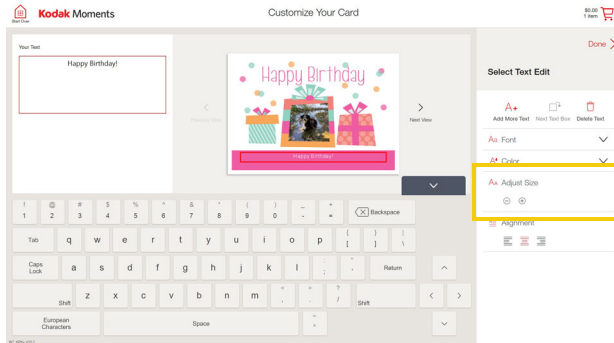 Kodak Moments
Customize Your Card
$0.00
1 item
Start Over
Done
Your Text
Happy Birthday!
Happy Birthday
Happy Birthday!
Previous View
Next View
Select Text Edit
Add More Text
Next Text Box
Delete Text
Font
Color
Adjust Size
Alignment
! @ # $ % ^ & * ( ) _ +
1 2 3 4 5 6 7 8 9 0 - = Backspace
{ } |
Tab q w e r t y u i o p [ ] \
Caps Lock a s d f g h j k l ; ' Return
Shift z x c v b n m , . / ? Shift
European Characters
Space